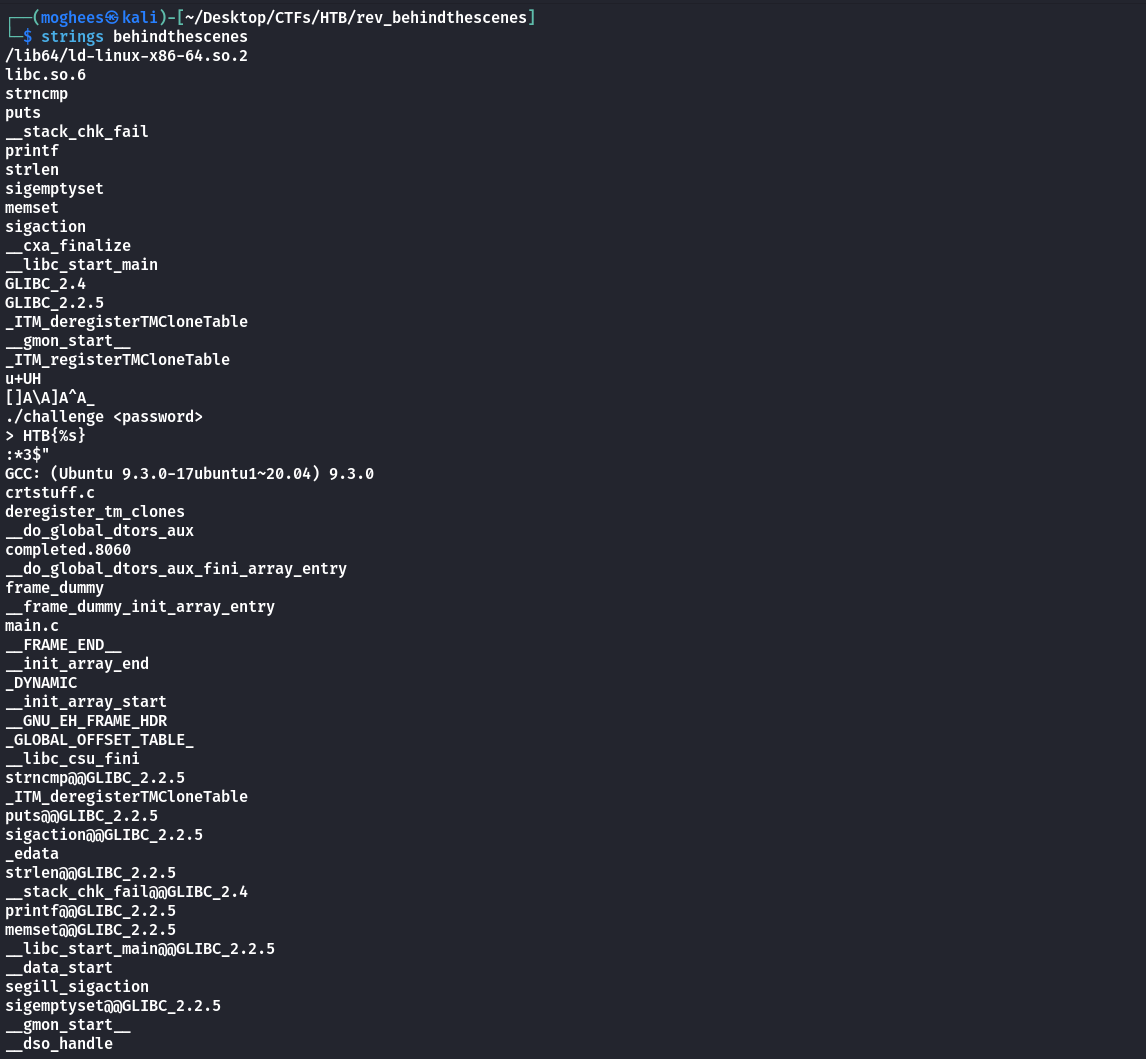 ┌──(moghees㉿kali)-[~/Desktop/CTFs/HTB/rev_behindthescenes]
└─$ strings behindthescenes
/lib64/ld-linux-x86-64.so.2
libc.so.6
strncmp
puts
__stack_chk_fail
printf
strlen
sigemptyset
memset
sigaction
__cxa_finalize
__libc_start_main
GLIBC_2.4
GLIBC_2.2.5
_ITM_deregisterTMCloneTable
__gmon_start__
_ITM_registerTMCloneTable
u+UH
[]A\A]A^A_
./challenge <password>
> HTB{%s}
:*3$"
GCC: (Ubuntu 9.3.0-17ubuntu1~20.04) 9.3.0
crtstuff.c
deregister_tm_clones
__do_global_dtors_aux
completed.8060
__do_global_dtors_aux_fini_array_entry
frame_dummy
__frame_dummy_init_array_entry
main.c
__FRAME_END__
__init_array_end
_DYNAMIC
__init_array_start
__GNU_EH_FRAME_HDR
_GLOBAL_OFFSET_TABLE_
__libc_csu_fini
strncmp@@GLIBC_2.2.5
_ITM_deregisterTMCloneTable
puts@@GLIBC_2.2.5
sigaction@@GLIBC_2.2.5
_edata
strlen@@GLIBC_2.2.5
__stack_chk_fail@@GLIBC_2.4
printf@@GLIBC_2.2.5
memset@@GLIBC_2.2.5
__libc_start_main@@GLIBC_2.2.5
__data_start
segill_sigaction
sigemptyset@@GLIBC_2.2.5
__gmon_start__
__dso_handle